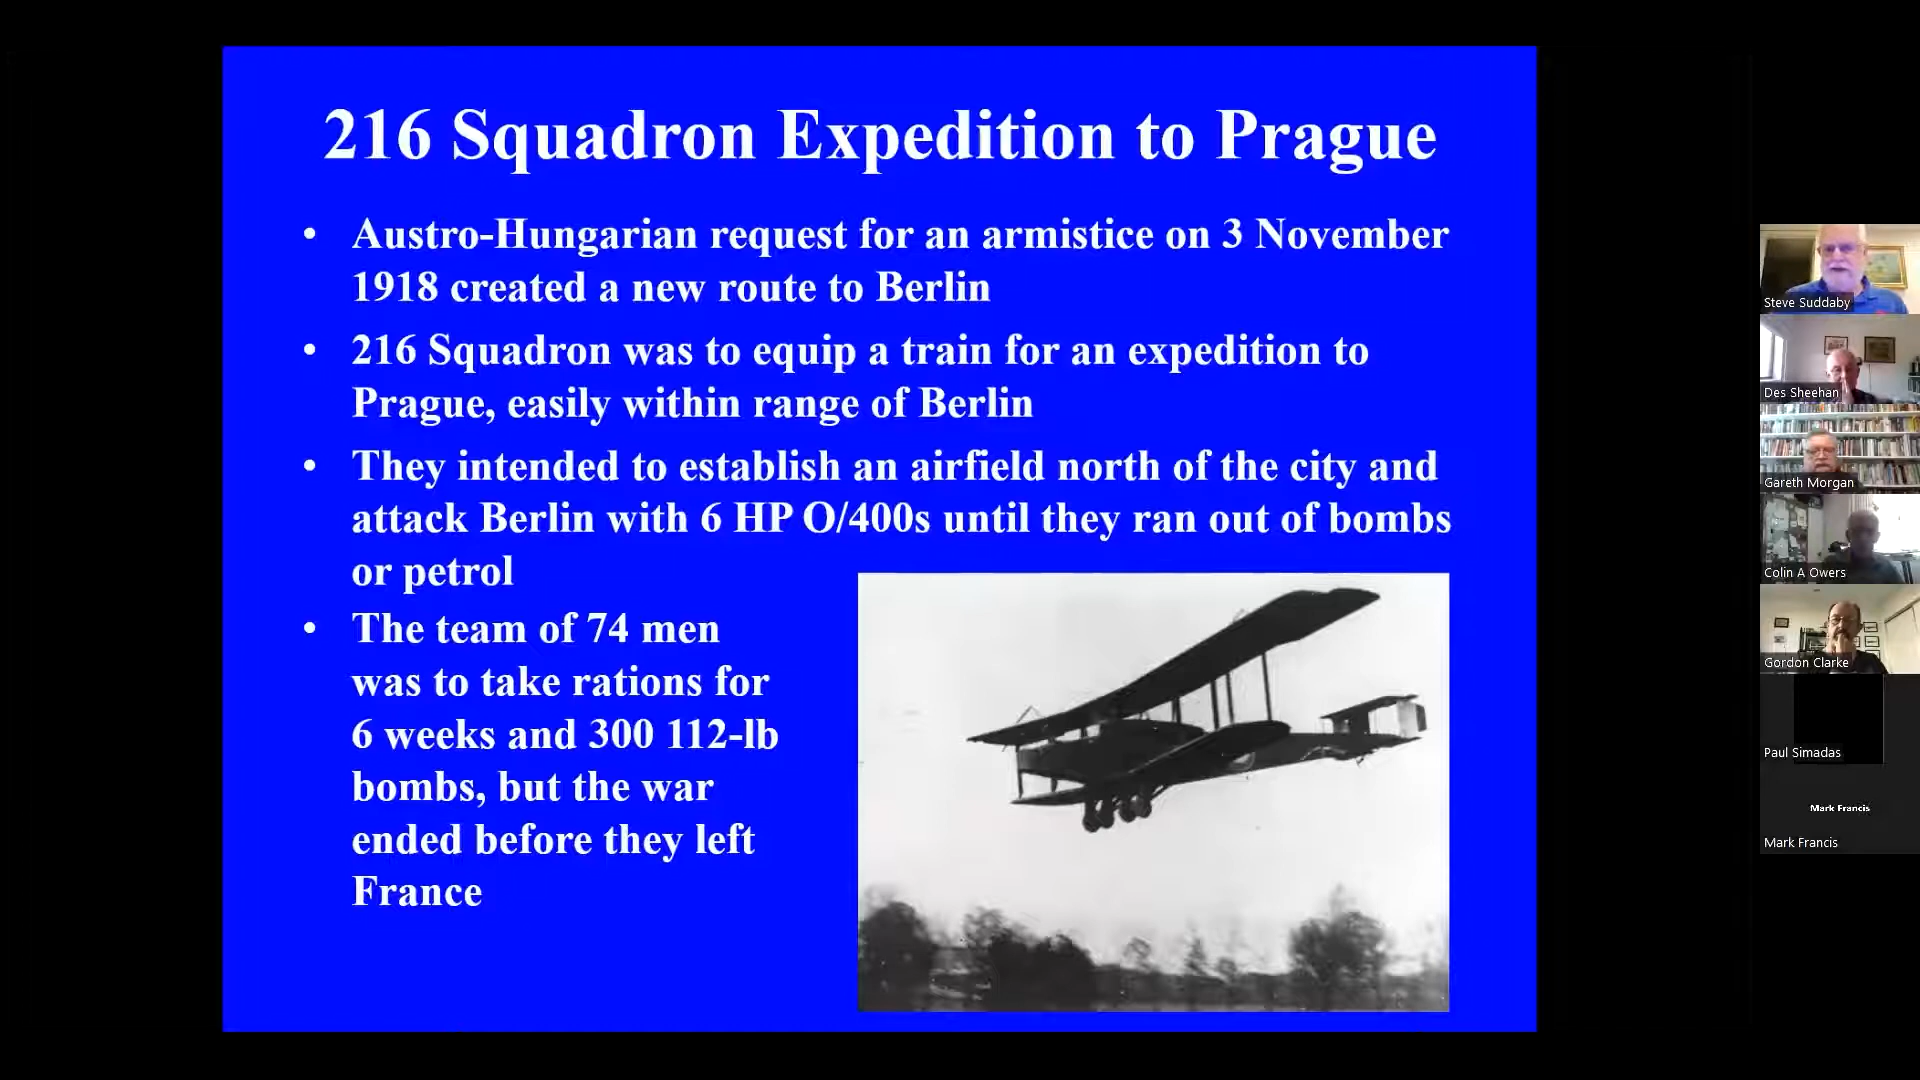 216 Squadron Expedition to Prague
• Austro-Hungarian request for an armistice on 3 November
1918 created a new route to Berlin
• 216 Squadron was to equip a train for an expedition to
Prague, easily within range of Berlin
• They intended to establish an airfield north of the city and
attack Berlin with 6 HP O/400s until they ran out of bombs
or petrol
• The team of 74 men
was to take rations for
6 weeks and 300 112-lb
bombs, but the war
ended before they left
France
Steve Suddaby
Des Sheehan
Gareth Morgan
Colin A Owers
Gordon Clarke
Paul Simadas
Mark Francis
Mark Francis